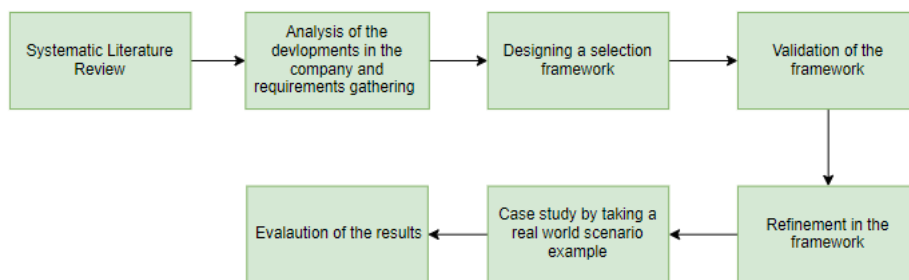 Systematic Literature
Review
Analysis of the
devlopments in the
company and
requirements gathering
Designing a selection
framework
Validation of the
framework
Refinement in the
framework
Case study by taking a
real world scenario
example
Evalaution of the results